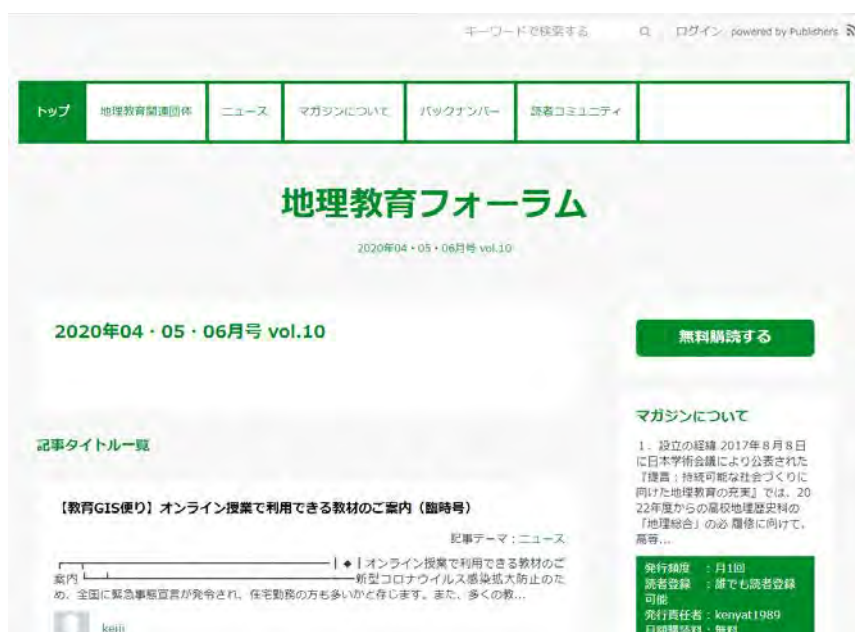 キーワードで検索する ログイン powered by Publishers
トップ 地理教育関連団体 ニュース マガジンについて バックナンバー 読者コミュニティ
地理教育フォーラム
2020年04・05・06月号 vol.10
2020年04・05・06月号 vol.10
無料購読する
記事タイトル一覧
【教育GIS便り】オンライン授業で利用できる教材のご案内（臨時号）
記事テーマ：ニュース
┏━┳━━━━━━━━━━━━━━━━━━━┃◆┃オンライン授業で利用できる教材のご
案内┗━┻━━━━━━━━━━━━━━━━━━━新型コロナウイルス感染拡大防止のた
め、全国に緊急事態宣言が発令され、在宅勤務の方も多いかと存じます。また、多くの教...
keiji
マガジンについて
1．設立の経緯 2017年8月8日
に日本学術会議により公表された
『提言：持続可能な社会づくりに
向けた地理教育の充実』では、20
22年度からの高校地理歴史科の
「地理総合」の必 履修に向けて、
高等...
発行頻度 ：月1回
読者登録 ：誰でも読者登録
可能
発行責任者：kenyat1989
月額購読料：無料